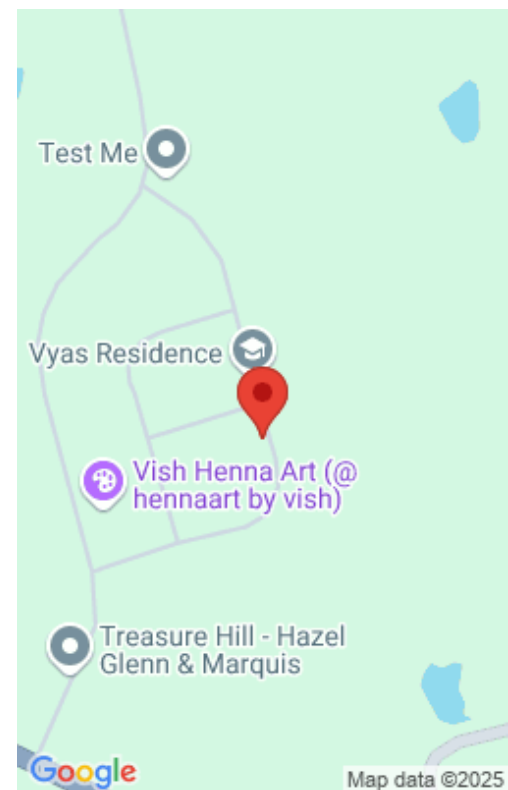 Test Me
Vyas Residence
Vish Henna Art (@
hennaart by vish)
Treasure Hill - Hazel
Glenn & Marquis
Google
Map data ©2025